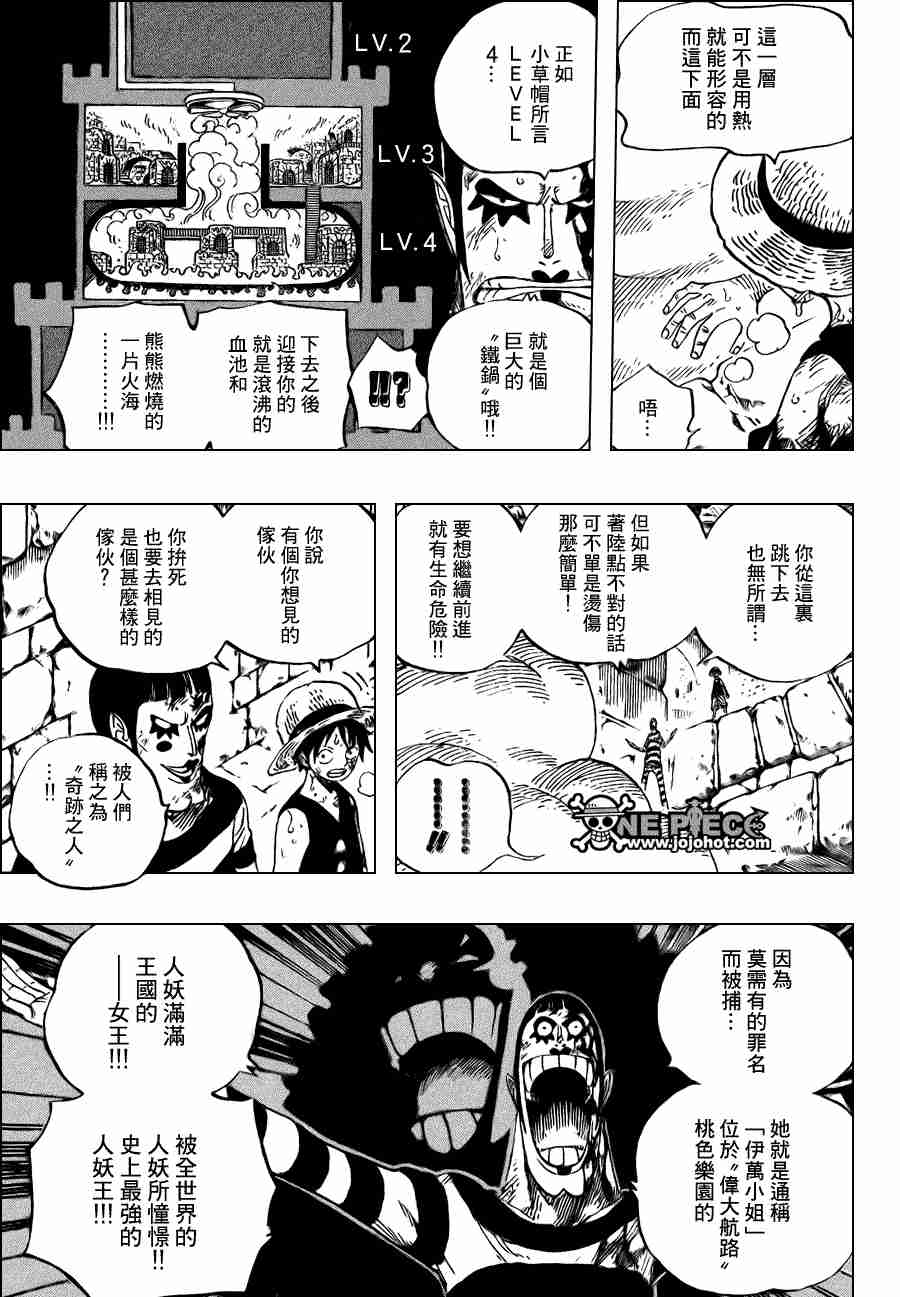 這一層
可不是用熱
就能形容的
而這下面
唔…
正如
小草帽所言
LEVEL
4…
就是個
巨大的
〝鐵鍋〞哦!!
LV.2
LV.3
LV.4
!!?
下去之後
迎接你的
就是滾沸的
血池和
熊熊燃燒的
一片火海
………!!!
你從這裏
跳下去
也無所謂…
但如果
著陸點不對的話
可不單是燙傷
那麼簡單!
要想繼續前進
就有生命危險!!
…………!!
ONE PIECE
www.jojohot.com
你說
有個你想見的
傢伙
你拚死
也要去相見的
是個甚麼樣的
傢伙?
被人們
稱之為
〝奇跡之人〞
…!!
因為
莫需有的罪名
而被捕…
她就是通稱
「伊萬小姐」
位於〝偉大航路〞
桃色樂園的
人妖滿滿
王國的
——女王!!!
被全世界的
人妖所憧憬!!
史上最強的
人妖王!!!